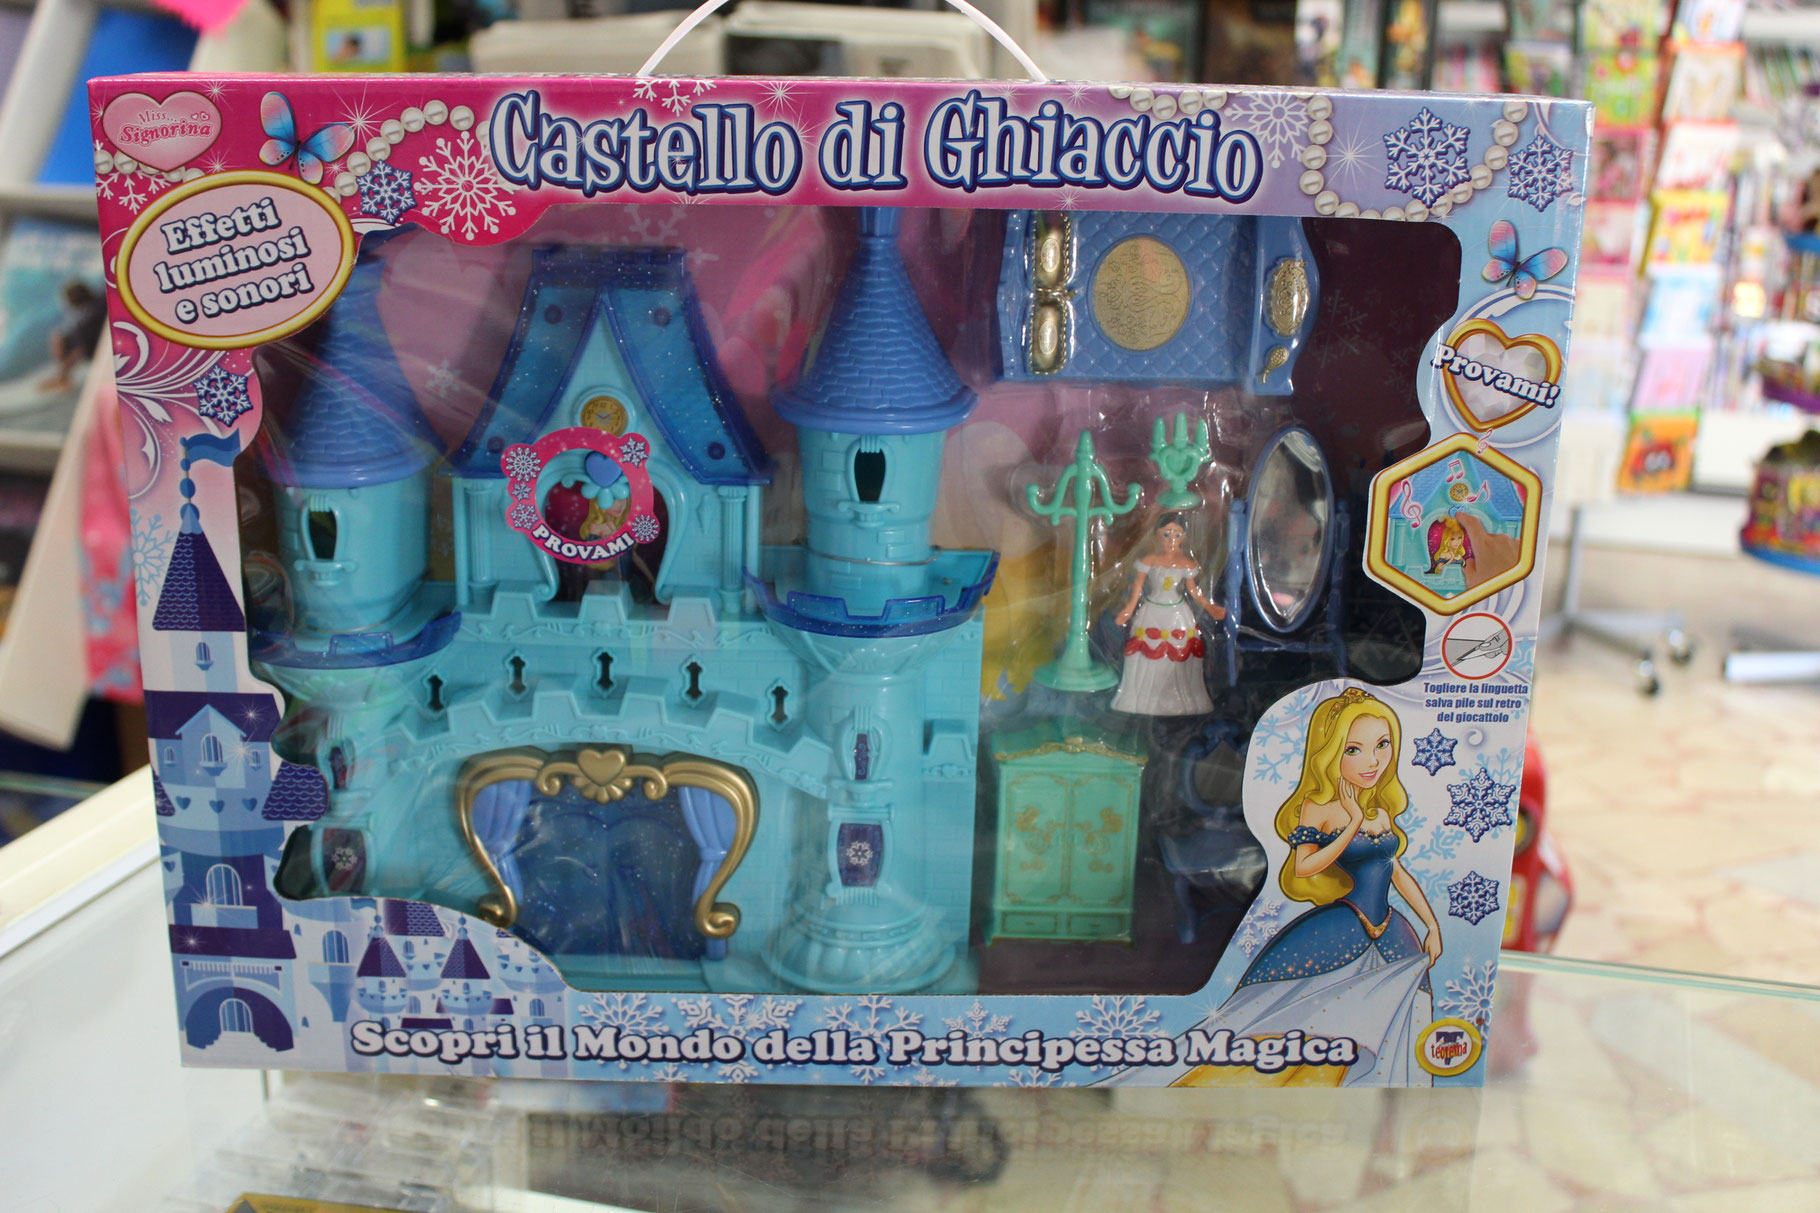 Miss...
Signorina
Castello di Ghiaccio
Effetti
luminosi
e sonori
Provami!
PROVAMI
Togliere la linguetta
salva pile sul retro
del giocattolo
Scopri il Mondo della Principessa Magica
teorema